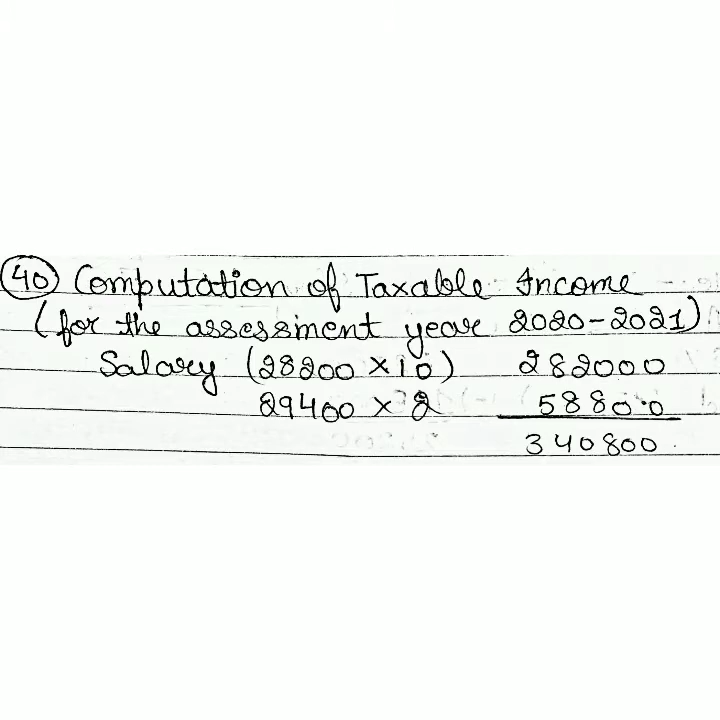 40 Computation of Taxable Income
(for the assessment year 2020-2021)
Salary (28200 × 10) 282000
29400 × 2 58800
340800